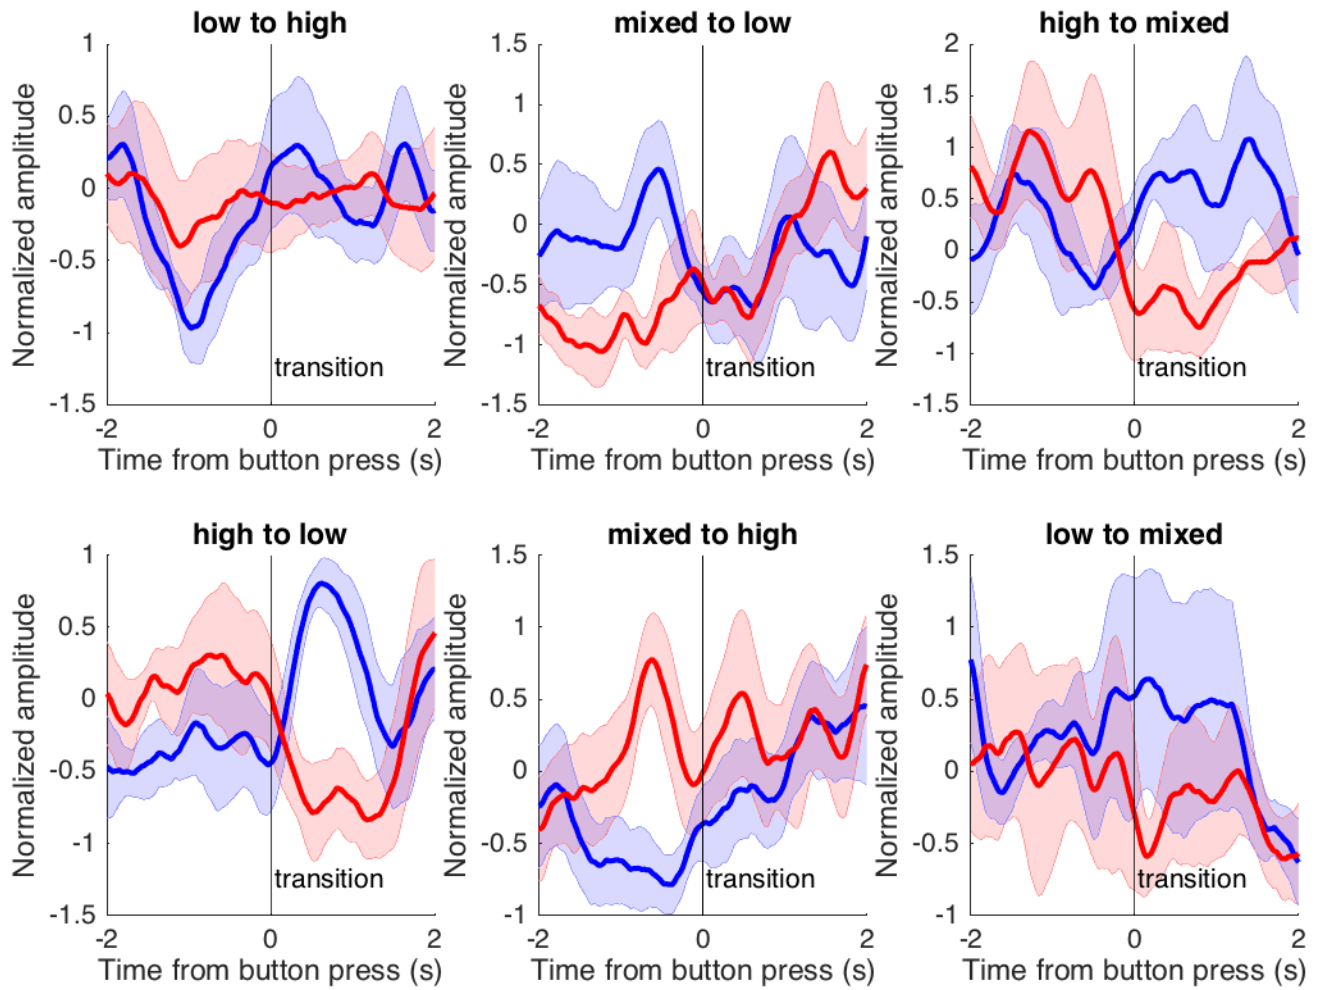 low to high
Normalized amplitude
1
0.5
0
-0.5
-1
-1.5
transition
-2
0
2
Time from button press (s)
mixed to low
Normalized amplitude
1.5
1
0.5
0
-0.5
-1
-1.5
transition
-2
0
2
Time from button press (s)
high to mixed
Normalized amplitude
2
1.5
1
0.5
0
-0.5
-1
-1.5
transition
-2
0
2
Time from button press (s)
high to low
Normalized amplitude
1
0.5
0
-0.5
-1
-1.5
transition
-2
0
2
Time from button press (s)
mixed to high
Normalized amplitude
1.5
1
0.5
0
-0.5
-1
transition
-2
0
2
Time from button press (s)
low to mixed
Normalized amplitude
1.5
1
0.5
0
-0.5
-1
transition
-2
0
2
Time from button press (s)